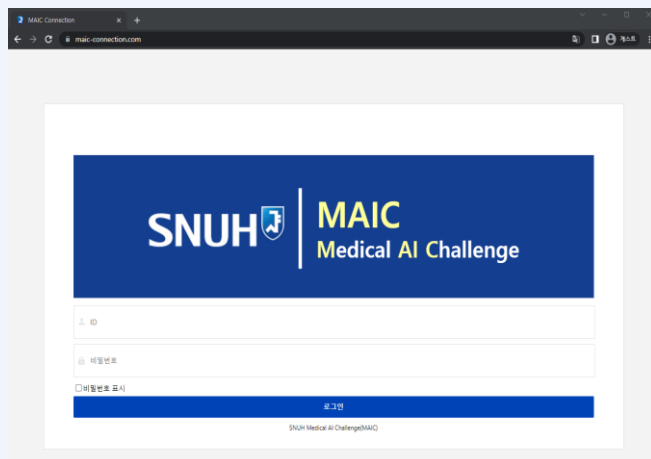 MAIC Connection
maic-connection.com
게스트
SNUH
MAIC
Medical AI Challenge
ID
비밀번호
비밀번호 표시
로그인
SNUH Medical AI Challenge(MAIC)